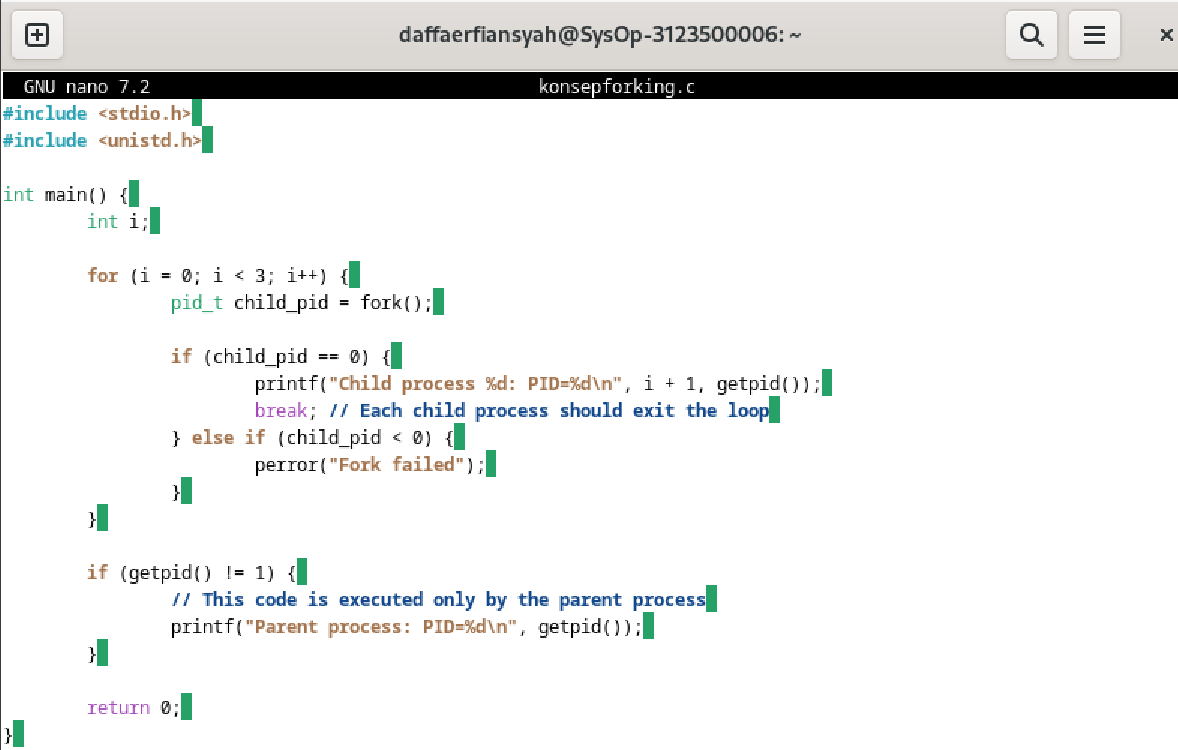 daffaerfiansyah@SysOp-3123500006: ~
GNU nano 7.2 konsepforking.c
#include <stdio.h>
#include <unistd.h>
int main() {
int i;
for (i = 0; i < 3; i++) {
pid_t child_pid = fork();
if (child_pid == 0) {
printf("Child process %d: PID=%d\n", i + 1, getpid());
break; // Each child process should exit the loop
} else if (child_pid < 0) {
perror("Fork failed");
}
}
if (getpid() != 1) {
// This code is executed only by the parent process
printf("Parent process: PID=%d\n", getpid());
}
return 0;
}